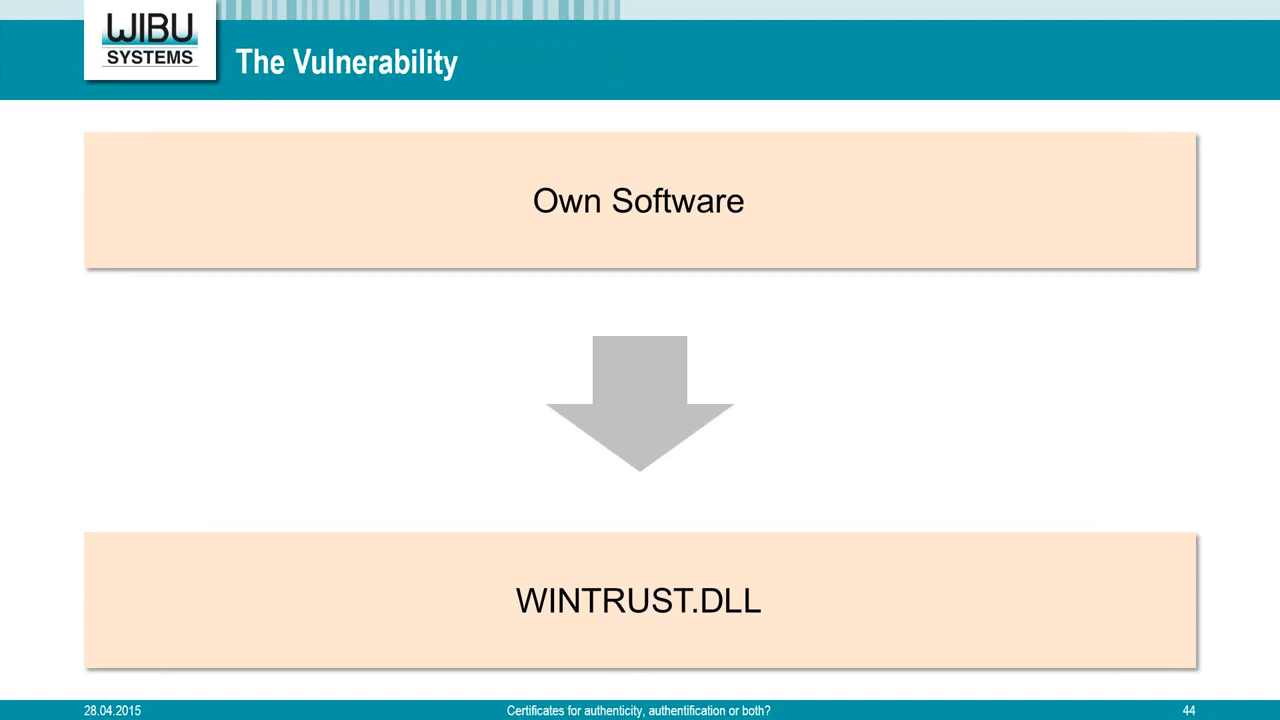 WIBU
SYSTEMS
The Vulnerability
Own Software
WINTRUST.DLL
28.04.2015
Certificates for authenticity, authentification or both?
44